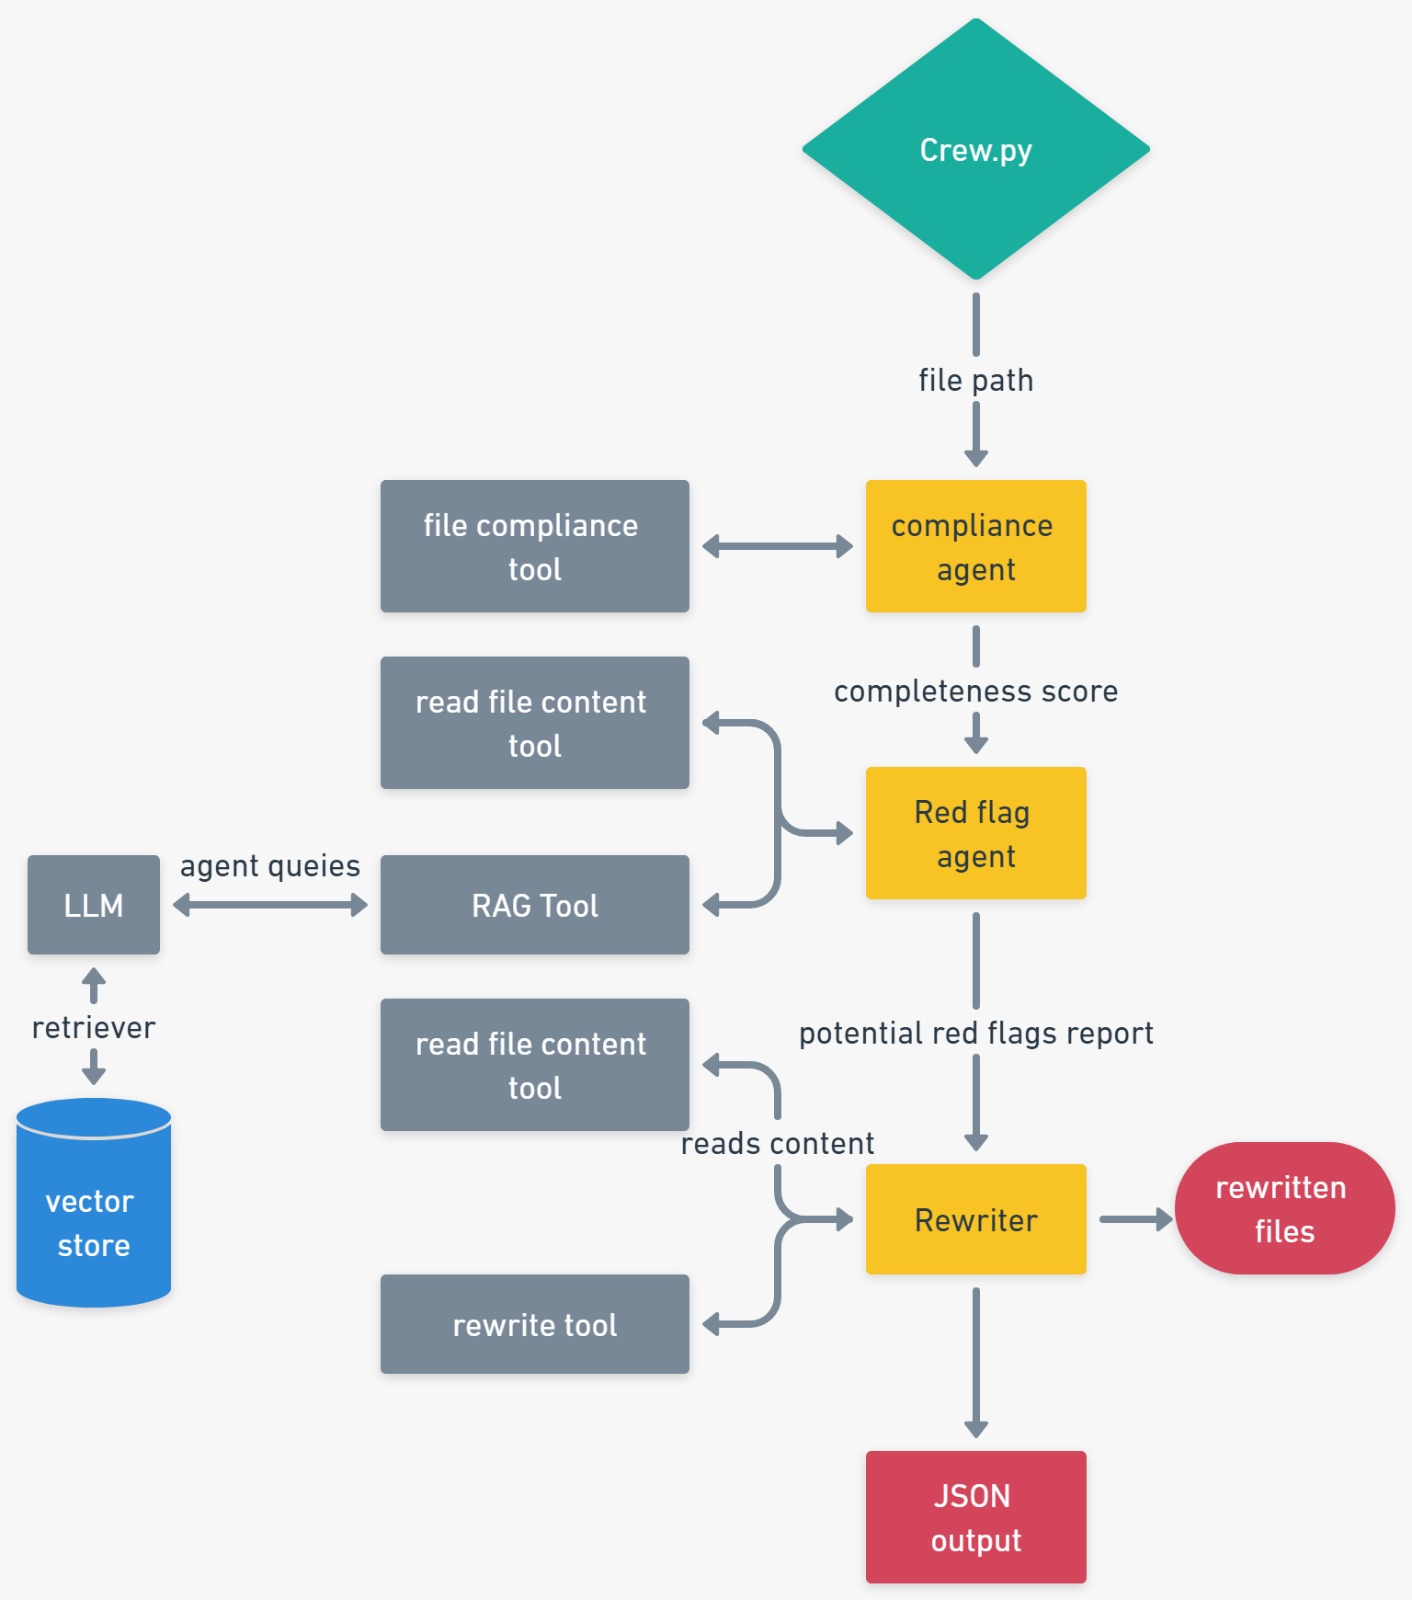 Crew.py
file path
file compliance
tool
compliance
agent
completeness score
read file content
tool
Red flag
agent
agent queies
LLM
RAG Tool
retriever
read file content
tool
potential red flags report
reads content
vector
store
Rewriter
rewritten
files
rewrite tool
JSON
output